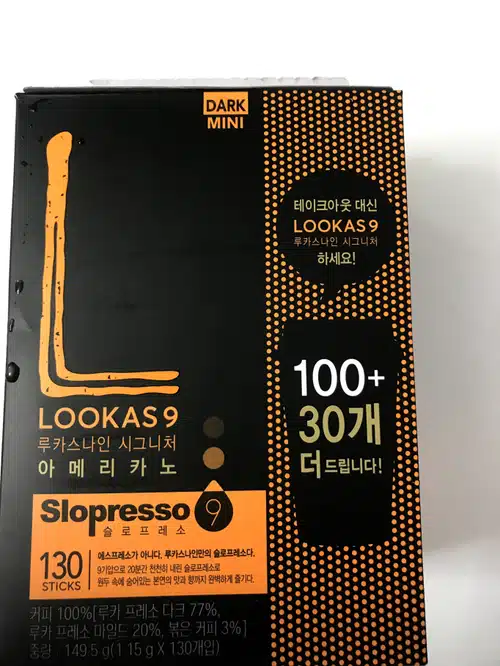 DARK
MINI
테이크아웃 대신
LOOKAS 9
루카스나인 시그니처
하세요!
100+
30개
더드립니다!
LOOKAS 9
루카스나인 시그니처
아메리카노
Slopresso 9
슬로프레소
130
STICKS
에스프레소가 아니다. 루카스나인만의 슬로프레소다.
9기압으로 20분간 천천히 내린 슬로프레소로
원두 속에 숨어있는 본연의 맛과 향까지 완벽하게 즐기다.
커피 100%[루카 프레소 다크 77%,
루카 프레소 마일드 20%, 볶은 커피 3%]
중량 149.5 g(1.15 g X 130개입)